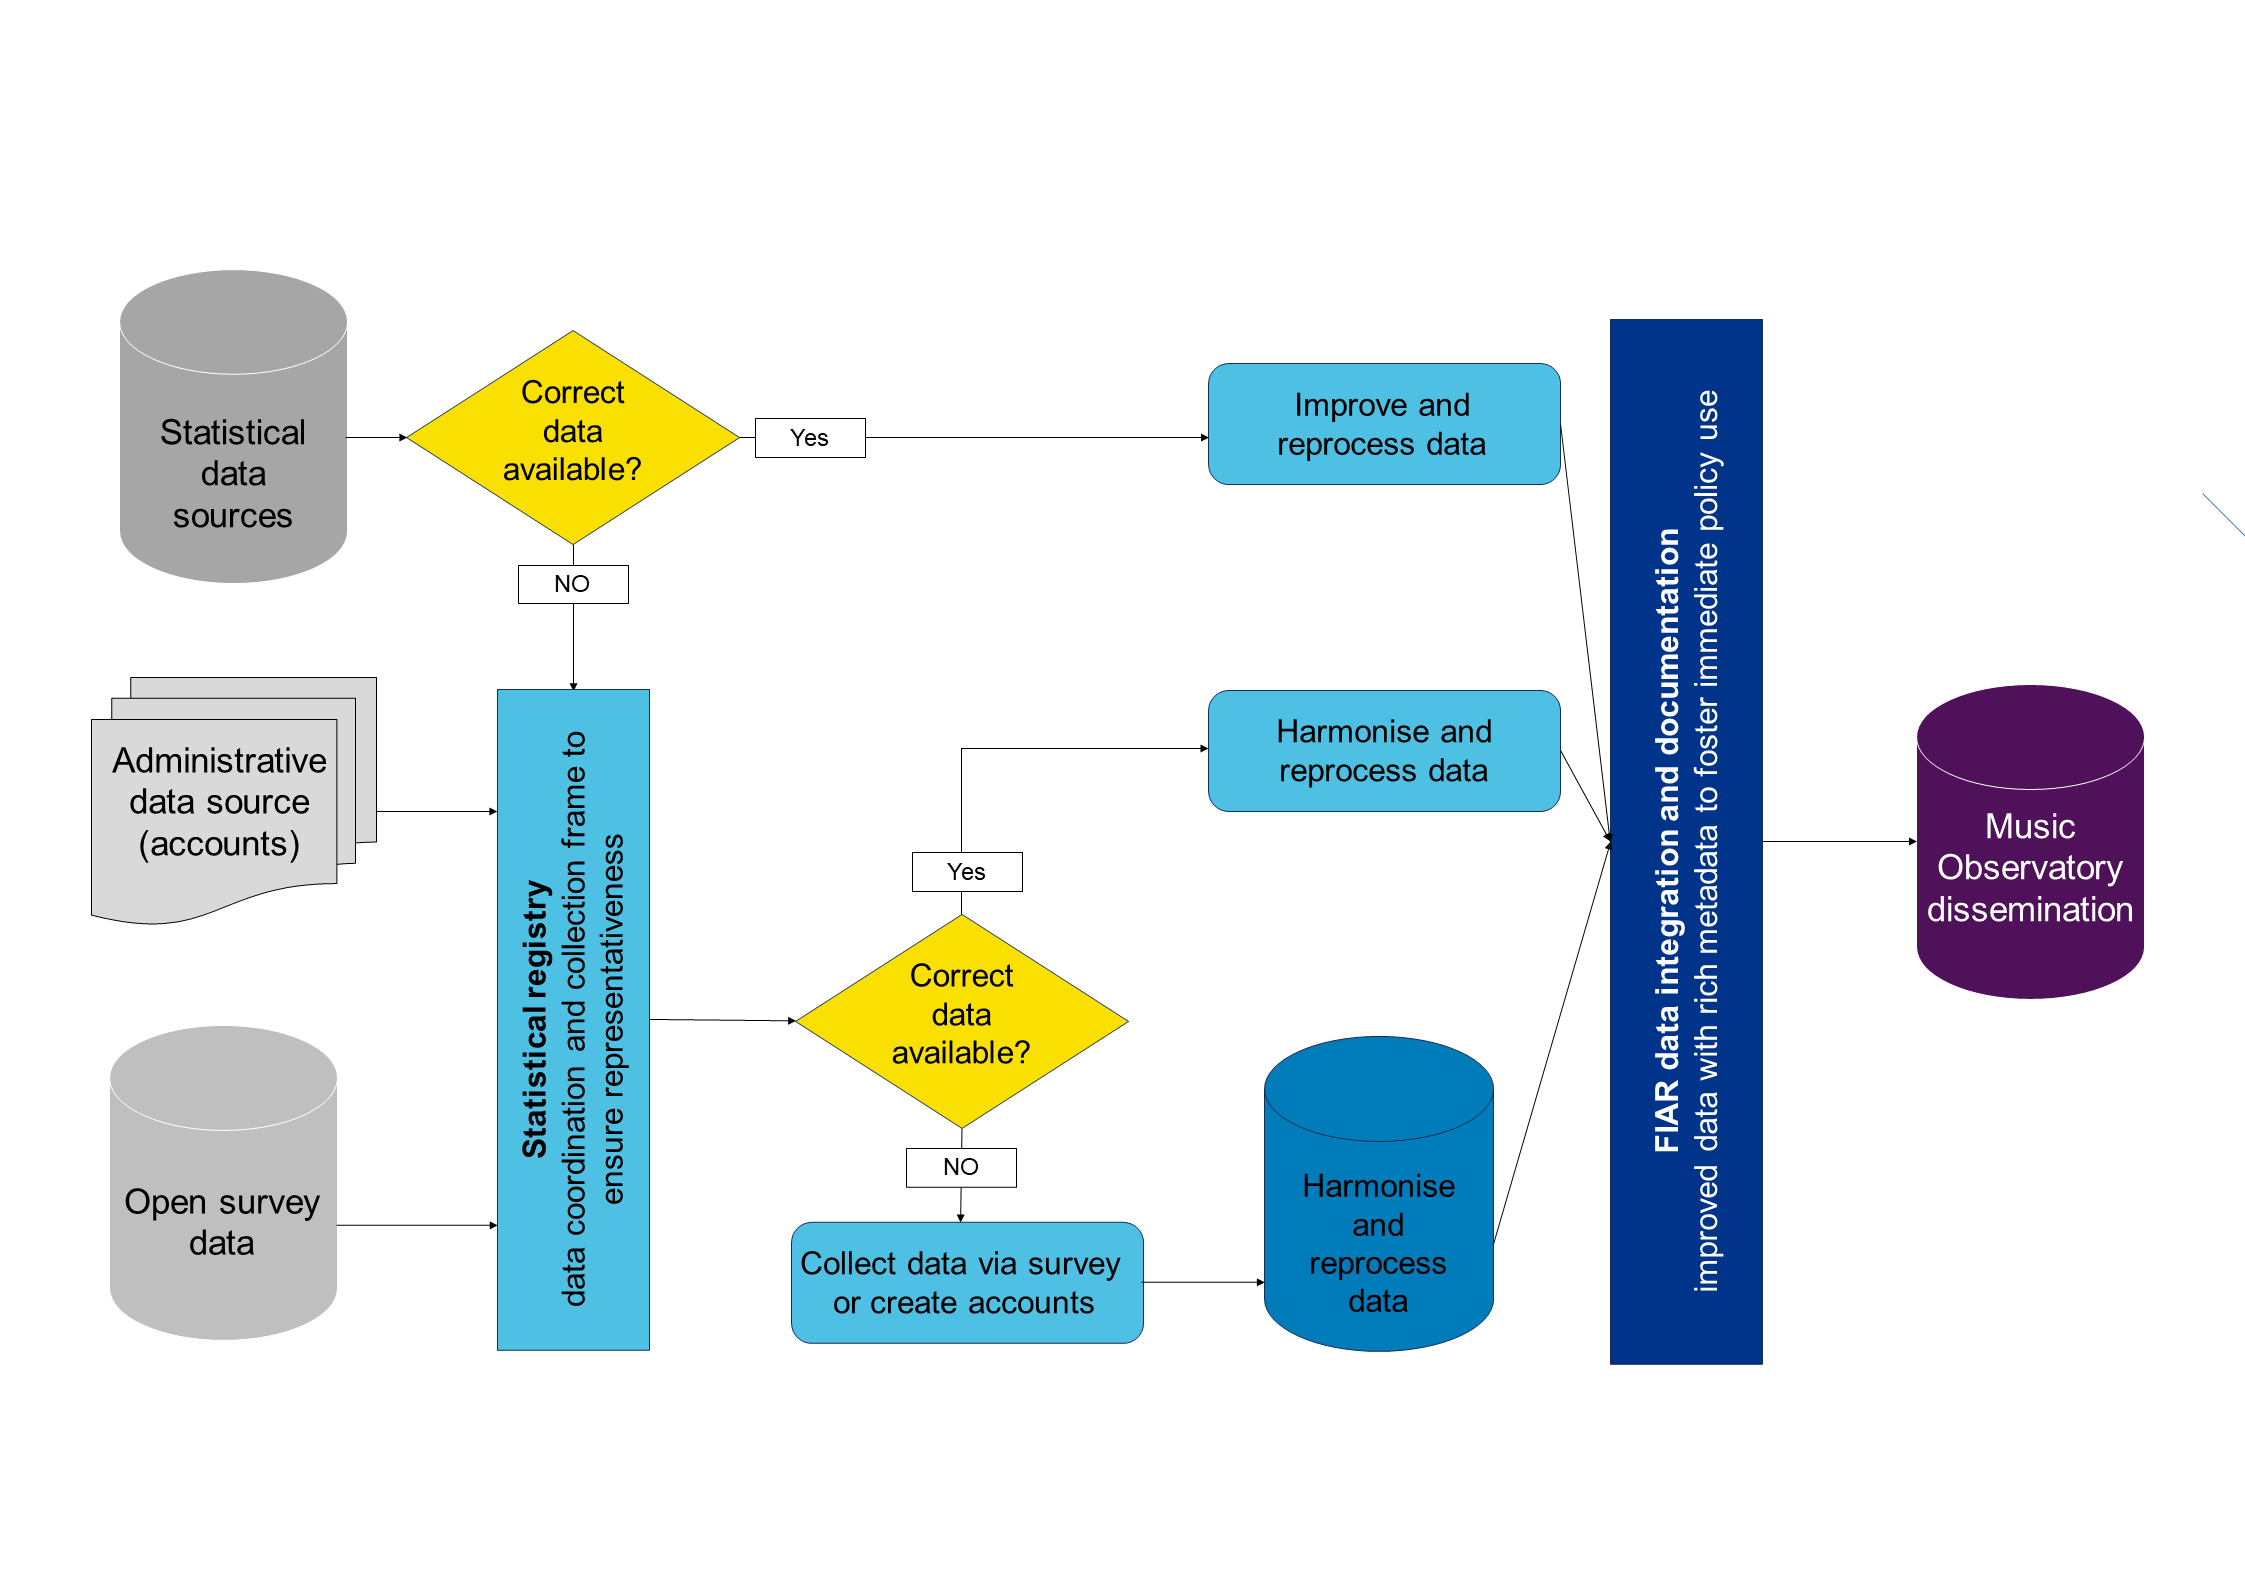 Statistical
data
sources
Correct
data
available?
Yes
Improve and
reprocess data
NO
Administrative
data source
(accounts)
Open survey
data
Statistical registry
data coordination and collection frame to
ensure representativeness
Correct
data
available?
Yes
Harmonise and
reprocess data
NO
Collect data via survey
or create accounts
Harmonise
and
reprocess
data
FIAR data integration and documentation
improved data with rich metadata to foster immediate policy use
Music
Observatory
dissemination